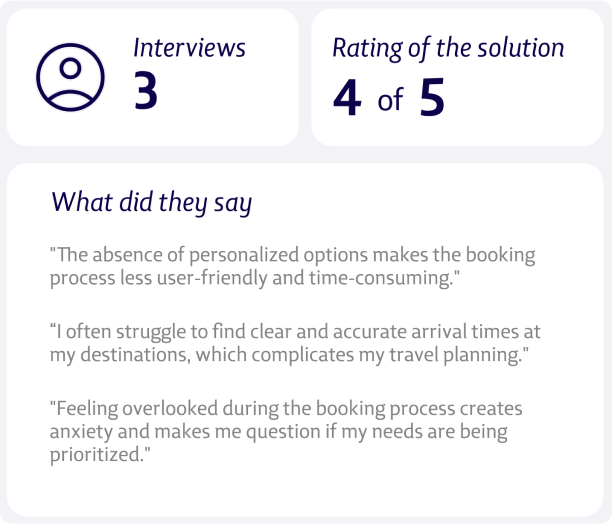 Interviews
3
Rating of the solution
4 of 5
What did they say
"The absence of personalized options makes the booking
process less user-friendly and time-consuming."
“I often struggle to find clear and accurate arrival times at
my destinations, which complicates my travel planning."
"Feeling overlooked during the booking process creates
anxiety and makes me question if my needs are being
prioritized."